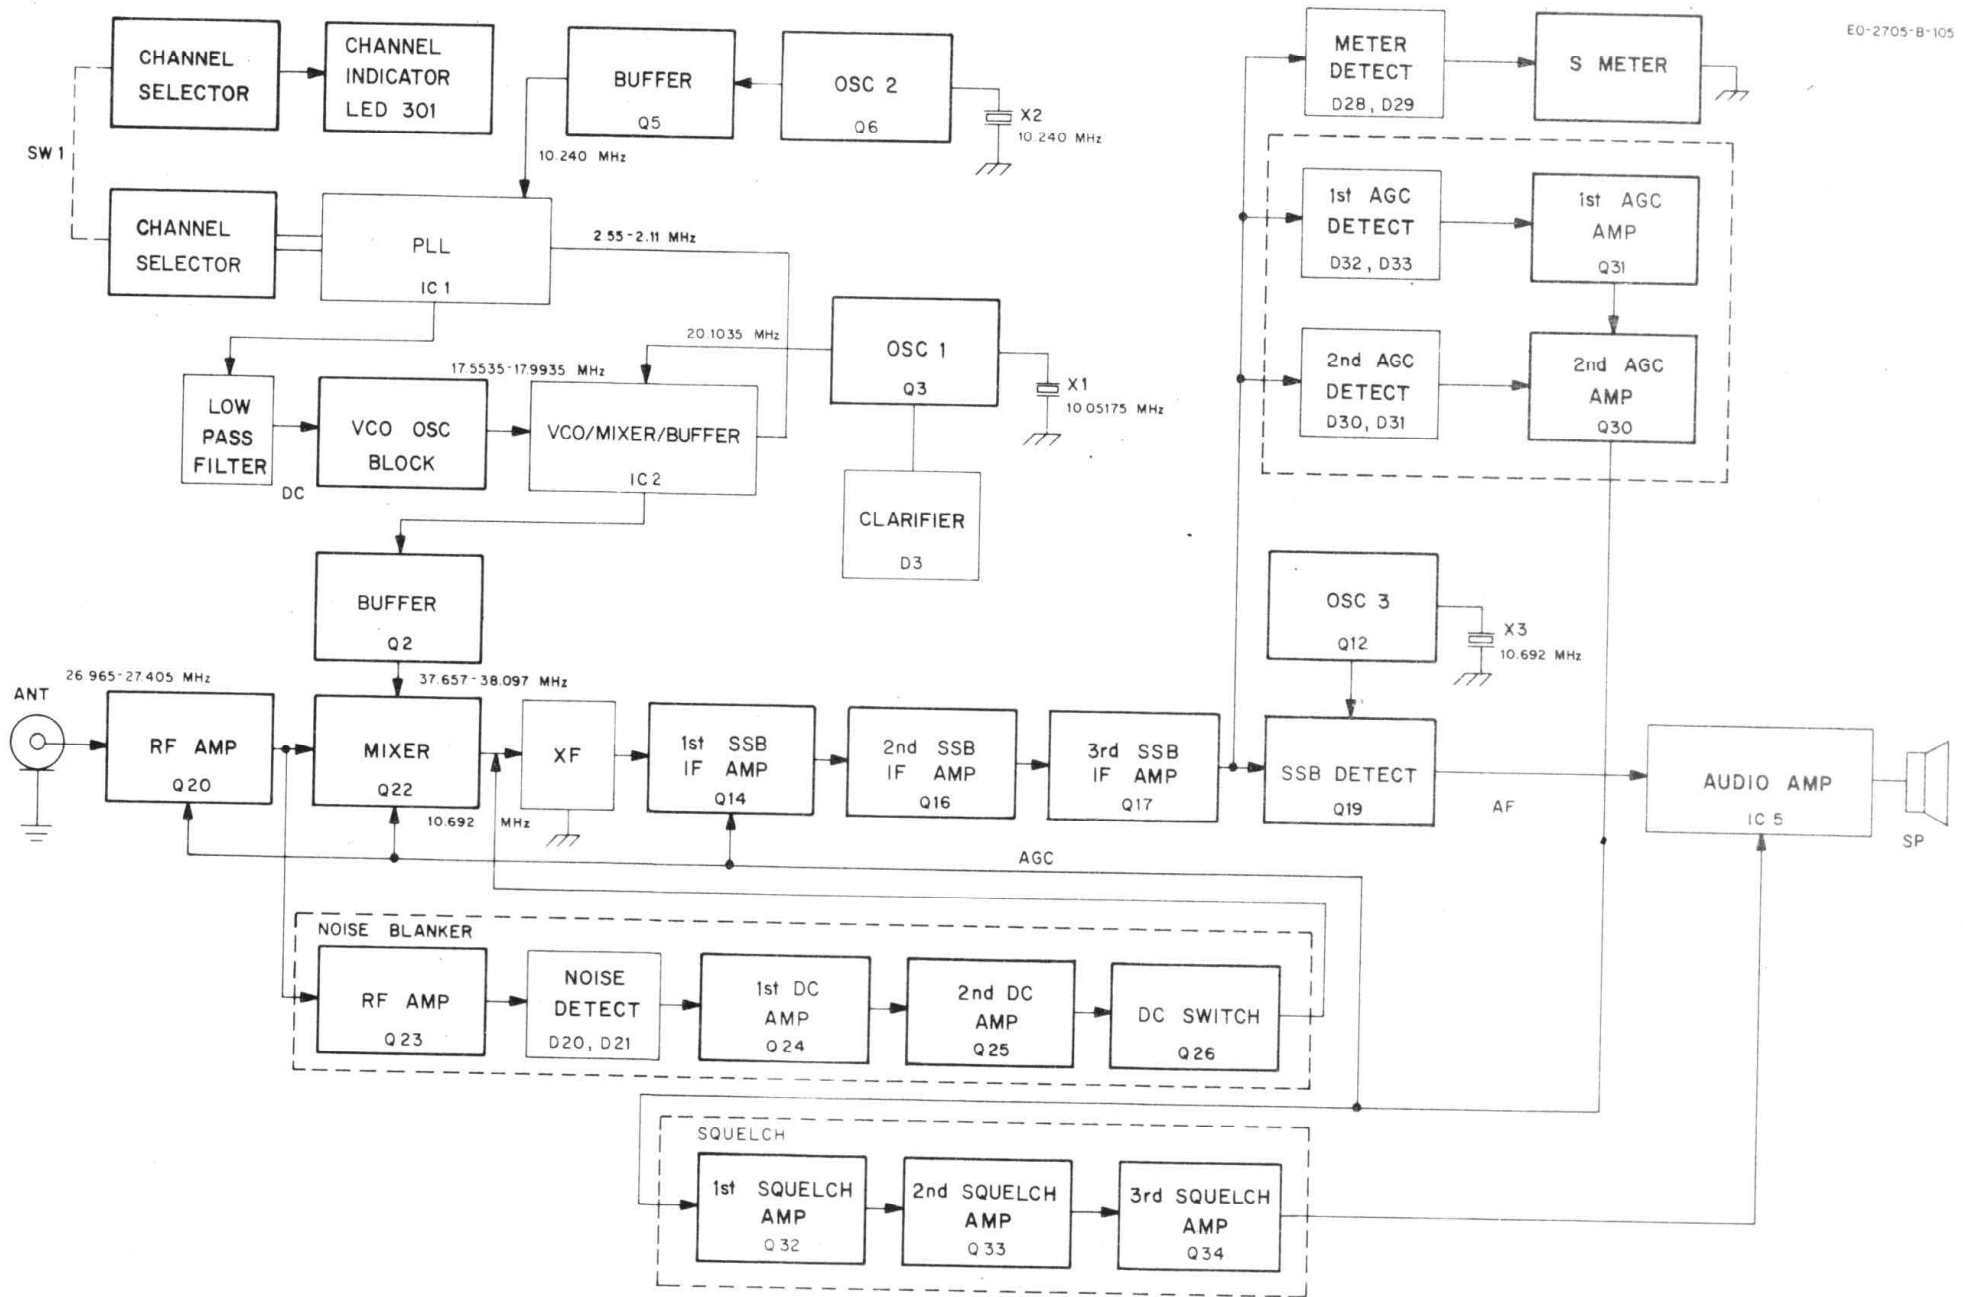 EO-2705-B-105
CHANNEL
SELECTOR
CHANNEL
INDICATOR
LED 301
BUFFER
Q5
OSC 2
Q6
X2
10.240 MHz
10.240 MHz
SW1
CHANNEL
SELECTOR
PLL
IC 1
2.55-2.11 MHz
METER
DETECT
D28, D29
S METER
1st AGC
DETECT
D32, D33
1st AGC
AMP
Q31
2nd AGC
DETECT
D30, D31
2nd AGC
AMP
Q30
20.1035 MHz
OSC 1
Q3
X1
10.05175 MHz
17.5535-17.9935 MHz
LOW
PASS
FILTER
DC
VCO OSC
BLOCK
VCO/MIXER/BUFFER
IC 2
CLARIFIER
D3
BUFFER
Q2
OSC 3
Q12
X3
10.692 MHz
ANT
26.965-27.405 MHz
37.657-38.097 MHz
RF AMP
Q20
MIXER
Q22
10.692 MHz
XF
1st SSB
IF AMP
Q14
2nd SSB
IF AMP
Q16
3rd SSB
IF AMP
Q17
SSB DETECT
Q19
AF
AUDIO AMP
IC 5
SP
AGC
NOISE BLANKER
RF AMP
Q23
NOISE
DETECT
D20, D21
1st DC
AMP
Q24
2nd DC
AMP
Q25
DC SWITCH
Q26
SQUELCH
1st SQUELCH
AMP
Q32
2nd SQUELCH
AMP
Q33
3rd SQUELCH
AMP
Q34